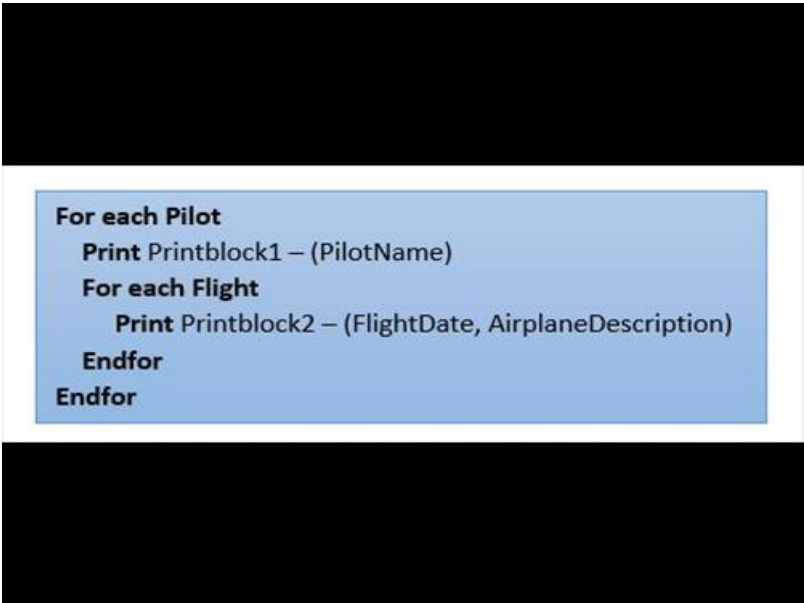 For each Pilot
Print Printblock1 – (PilotName)
For each Flight
Print Printblock2 – (FlightDate, AirplaneDescription)
Endfor
Endfor